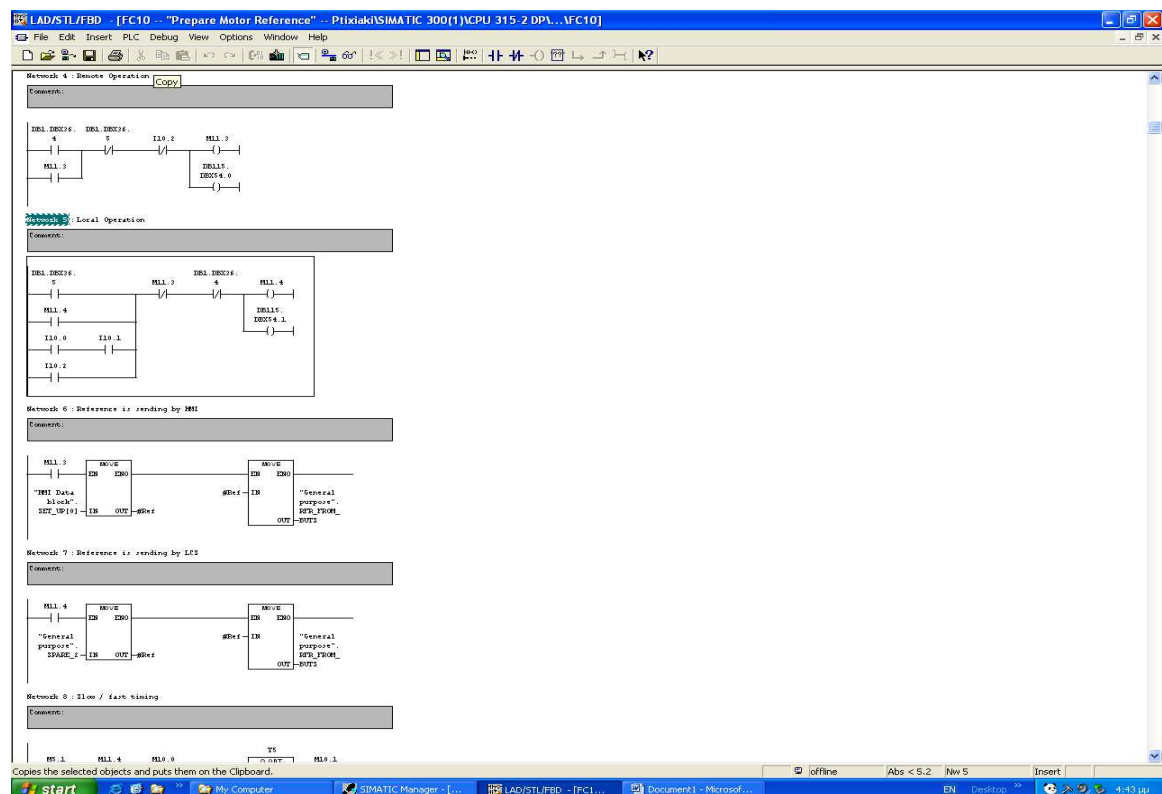 LAD/STL/FBD - [FC10 -- "Prepare Motor Reference" -- Ptixiaki\SIMATIC 300(1)\CPU 315-2 DP\...\FC10]
File Edit Insert PLC Debug View Options Window Help
Network 4 : Remote Operation
Copy
Comment:
DB1.DBX36. DB1.DBX36.
4 5 I10.2 M11.3
M11.3 DB115.
DBX54.0
Network 5 : Local Operation
Comment:
DB1.DBX36. DB1.DBX36.
5 M11.3 4 M11.4
M11.4 DB115.
DBX54.1
I10.0 I10.1
I10.2
Network 6 : Reference is sending by HMI
Comment:
M11.3 MOVE MOVE
EN ENO EN ENO
"HMI Data #Ref IN "General
block". purpose".
SET_UP[0] IN OUT #Ref RFR_FROM_
OUT BUTS
Network 7 : Reference is sending by LCS
Comment:
M11.4 MOVE MOVE
EN ENO EN ENO
"General #Ref IN "General
purpose". purpose".
SPARE_2 IN OUT #Ref RFR_FROM_
OUT BUTS
Network 8 : Slow / fast timing
Comment:
T5
M5.1 M11.4 M10.0 M10.1
Copies the selected objects and puts them on the Clipboard.
offline Abs < 5.2 Nw 5 Insert
start My Computer SIMATIC Manager - [... LAD/STL/FBD - [FC1... Document1 - Microsof... EN Desktop 4:43 μμ